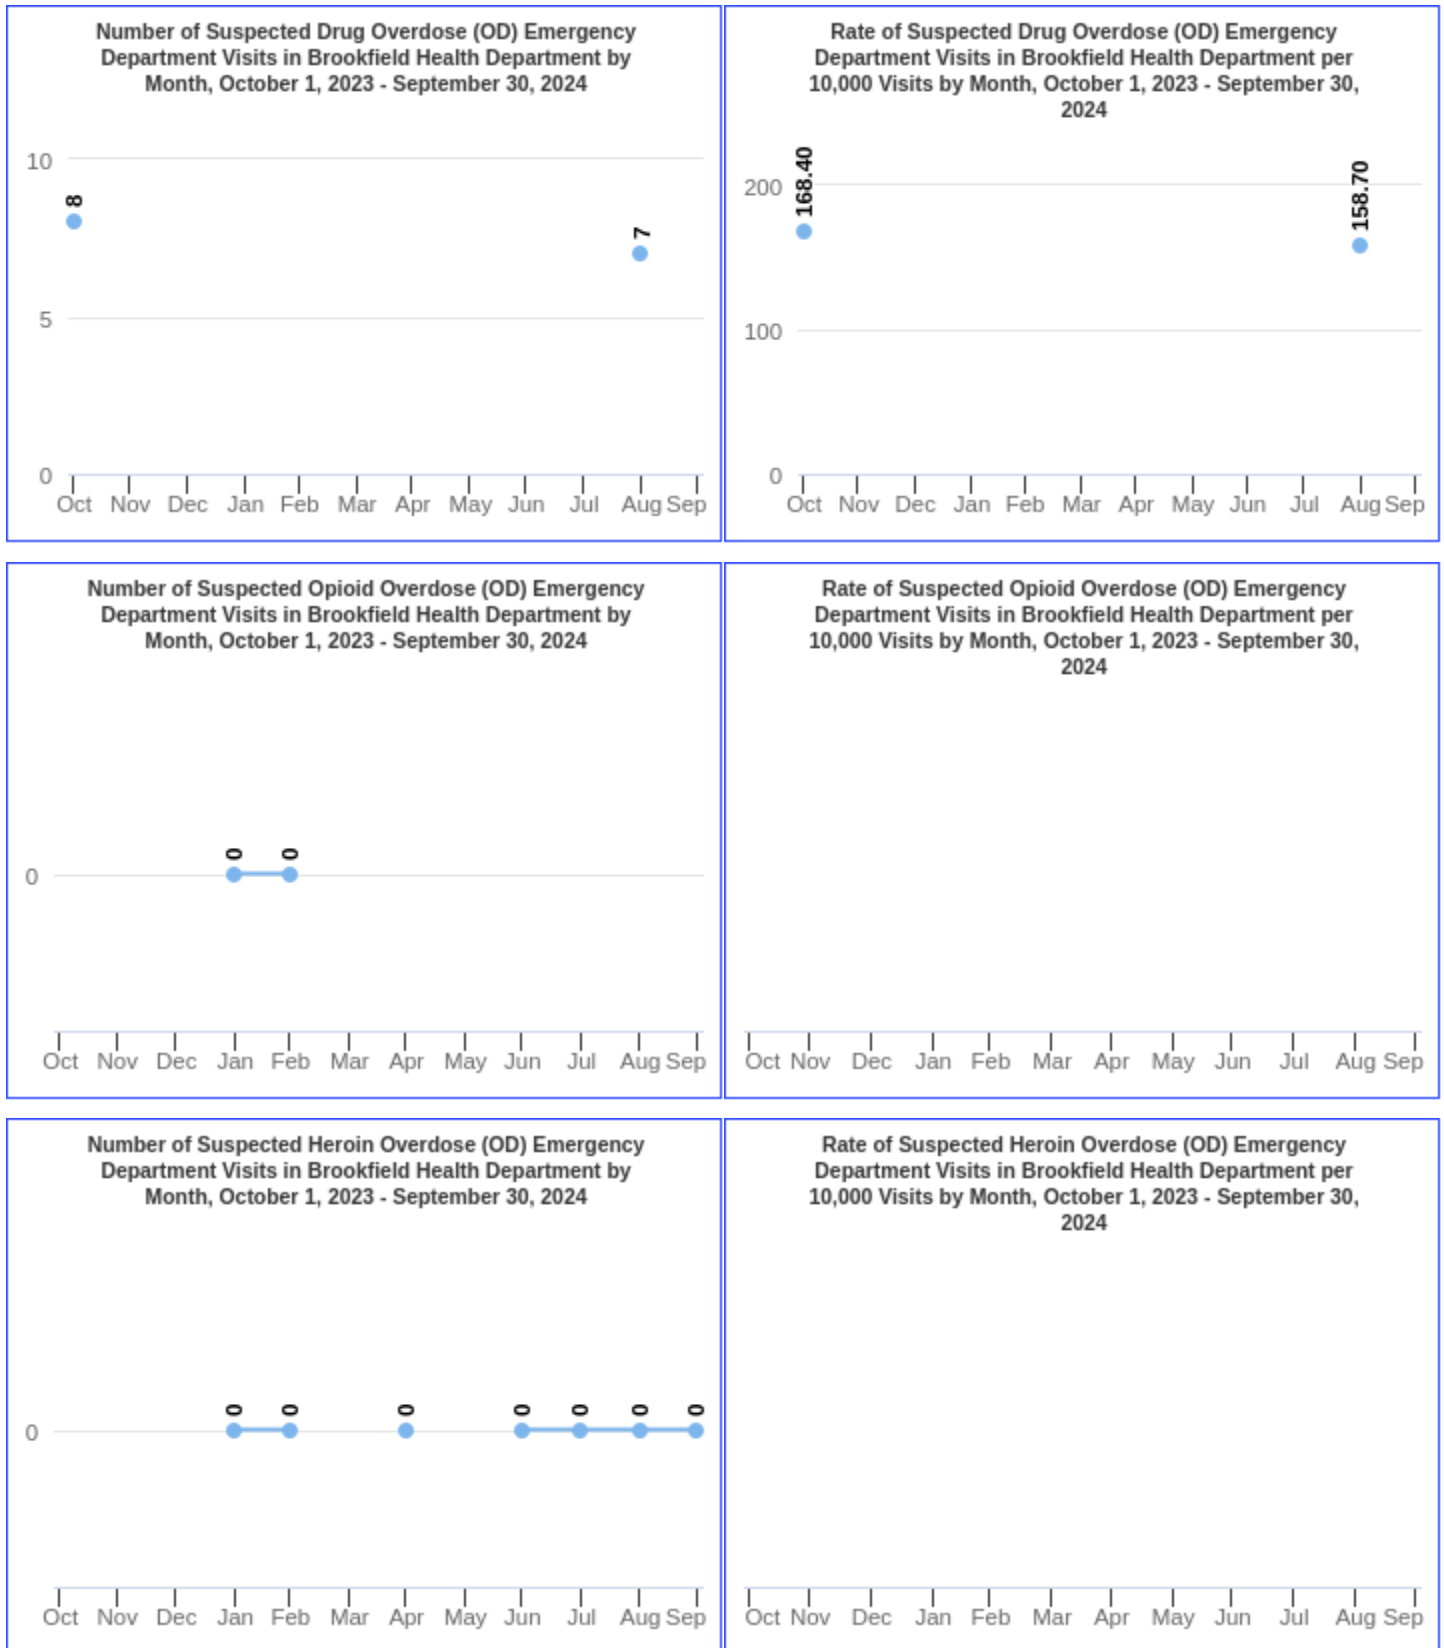 Number of Suspected Drug Overdose (OD) Emergency
Department Visits in Brookfield Health Department by
Month, October 1, 2023 - September 30, 2024
10
8
7
5
0
Oct Nov Dec Jan Feb Mar Apr May Jun Jul Aug Sep
Rate of Suspected Drug Overdose (OD) Emergency
Department Visits in Brookfield Health Department per
10,000 Visits by Month, October 1, 2023 - September 30,
2024
200
168.40
158.70
100
0
Oct Nov Dec Jan Feb Mar Apr May Jun Jul Aug Sep
Number of Suspected Opioid Overdose (OD) Emergency
Department Visits in Brookfield Health Department by
Month, October 1, 2023 - September 30, 2024
0 0
0
Oct Nov Dec Jan Feb Mar Apr May Jun Jul Aug Sep
Rate of Suspected Opioid Overdose (OD) Emergency
Department Visits in Brookfield Health Department per
10,000 Visits by Month, October 1, 2023 - September 30,
2024
Oct Nov Dec Jan Feb Mar Apr May Jun Jul Aug Sep
Number of Suspected Heroin Overdose (OD) Emergency
Department Visits in Brookfield Health Department by
Month, October 1, 2023 - September 30, 2024
0 0 0 0 0 0 0
0
Oct Nov Dec Jan Feb Mar Apr May Jun Jul Aug Sep
Rate of Suspected Heroin Overdose (OD) Emergency
Department Visits in Brookfield Health Department per
10,000 Visits by Month, October 1, 2023 - September 30,
2024
Oct Nov Dec Jan Feb Mar Apr May Jun Jul Aug Sep